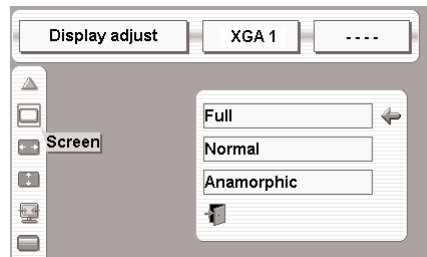 Display adjust XGA 1 ----
Screen
Full
Normal
Anamorphic